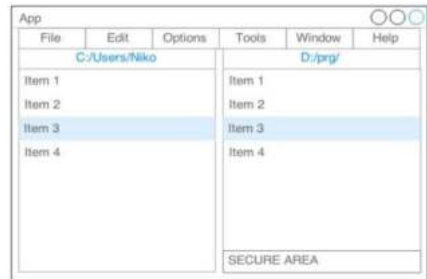 App
File Edit Options Tools Window Help
C:/Users/Niko D:/prg/
Item 1 Item 1
Item 2 Item 2
Item 3 Item 3
Item 4 Item 4
SECURE AREA